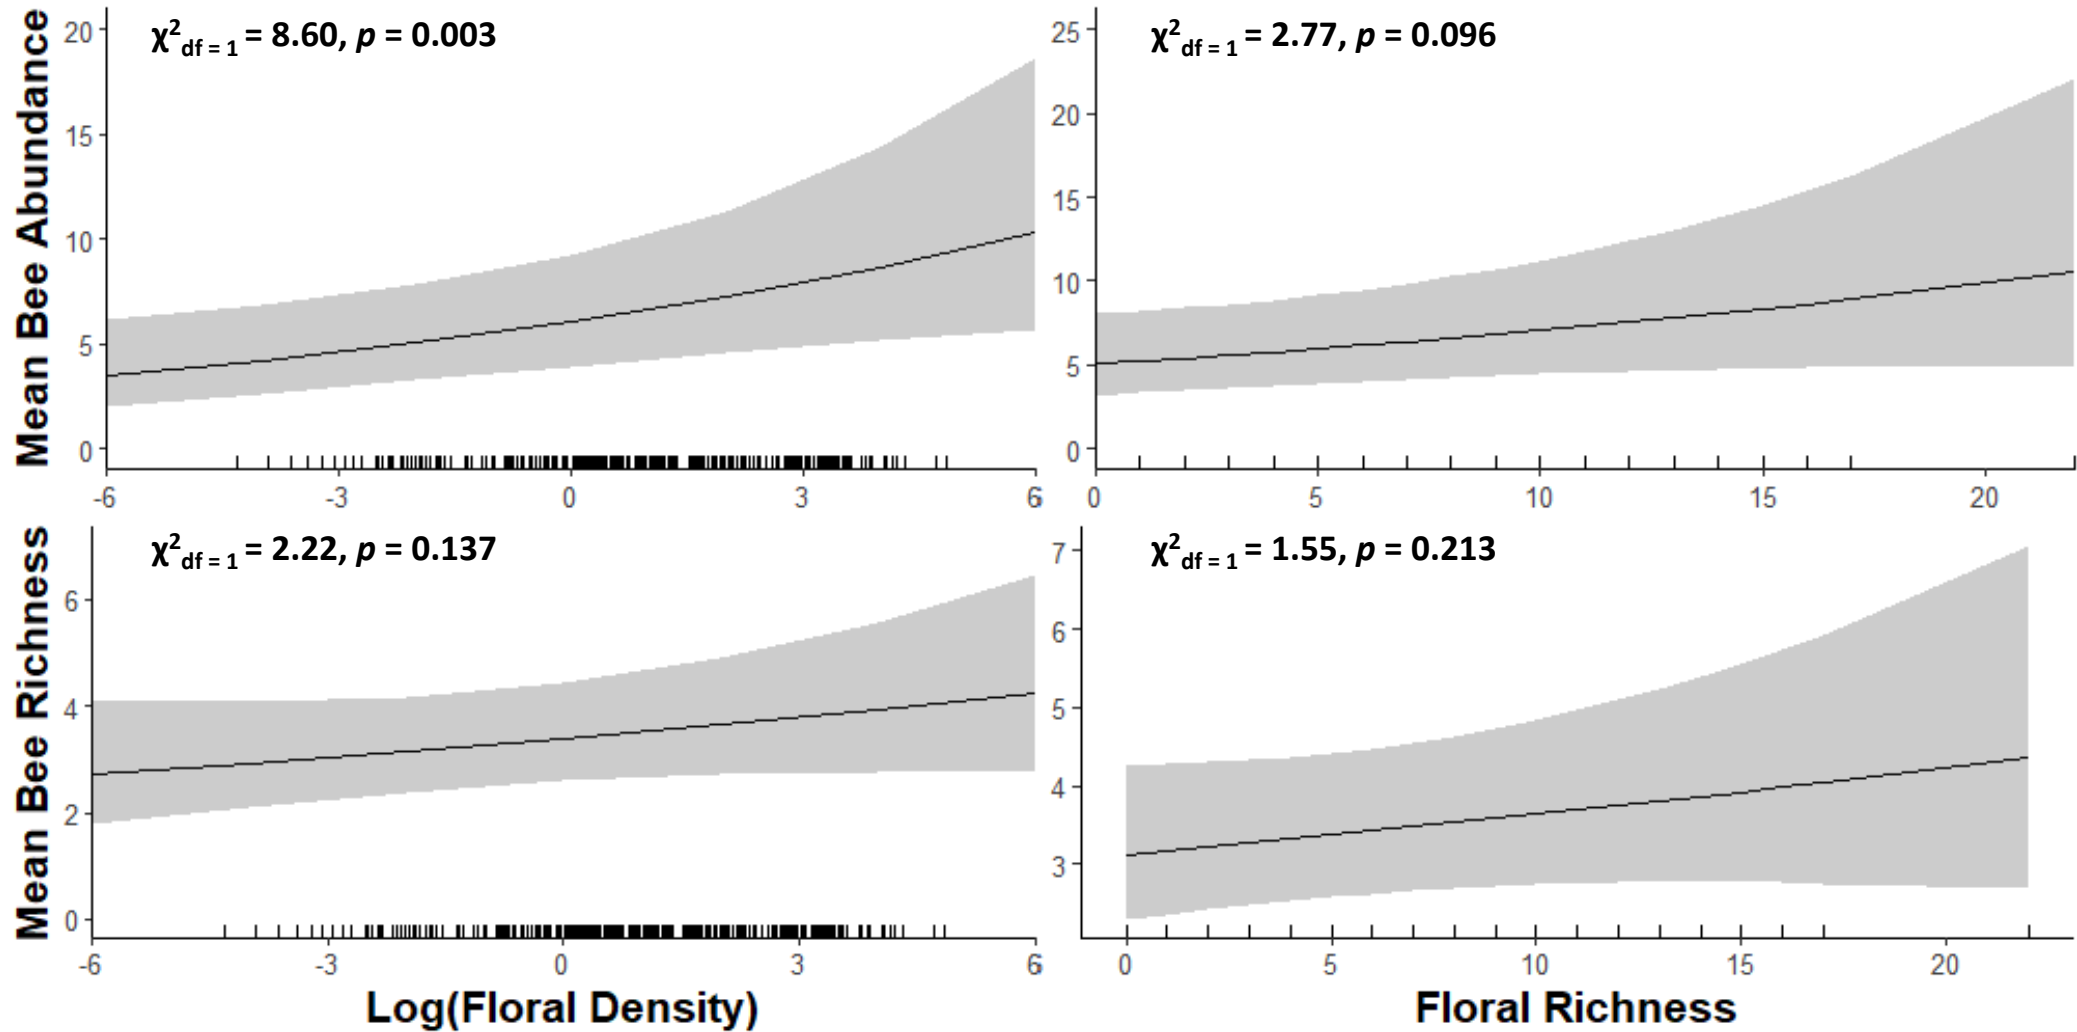 Mean Bee Abundance
χ²df = 1 = 8.60, p = 0.003
20
15
10
5
0
-6 -3 0 3 6
χ²df = 1 = 2.77, p = 0.096
25
20
15
10
5
0
0 5 10 15 20
Mean Bee Richness
χ²df = 1 = 2.22, p = 0.137
6
4
2
0
-6 -3 0 3 6
Log(Floral Density)
χ²df = 1 = 1.55, p = 0.213
7
6
5
4
3
0 5 10 15 20
Floral Richness